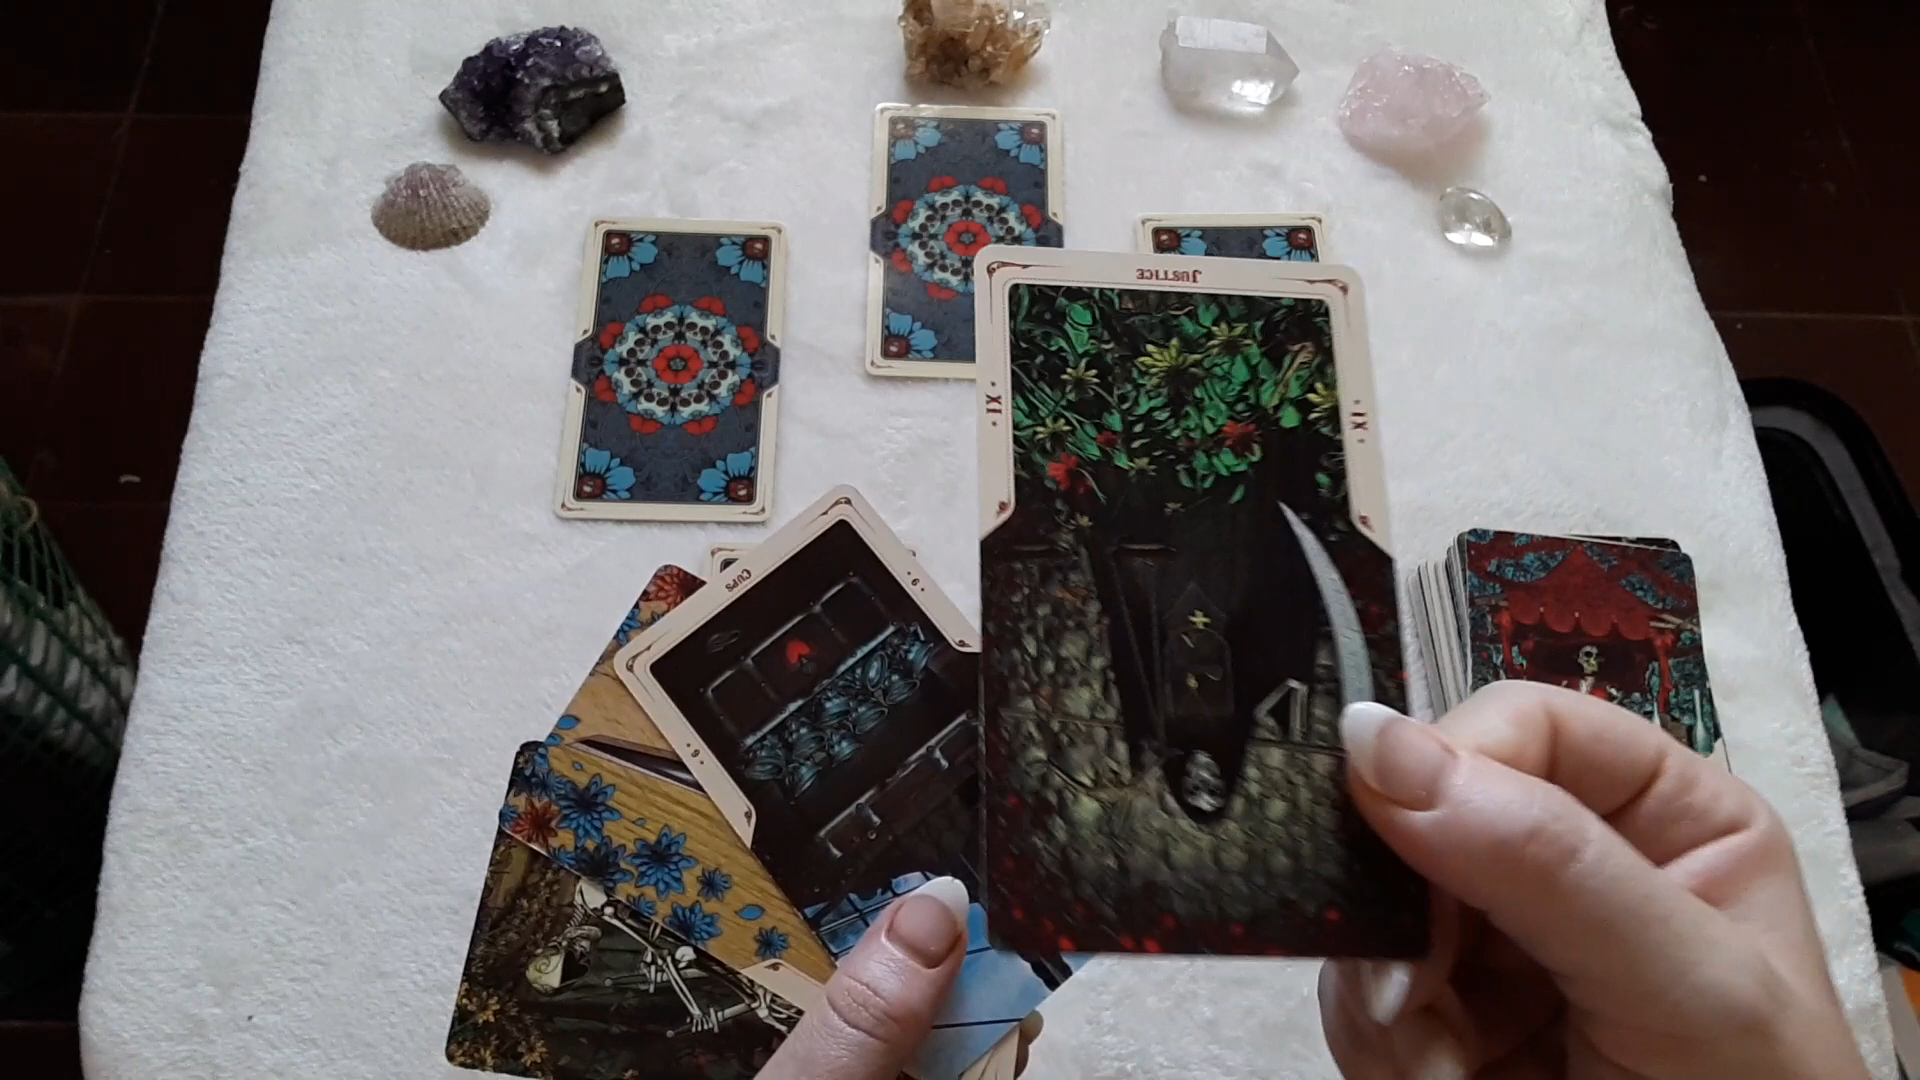 JUSTICE
· XI ·
· XI ·
CUPS
· 9 ·
· 9 ·